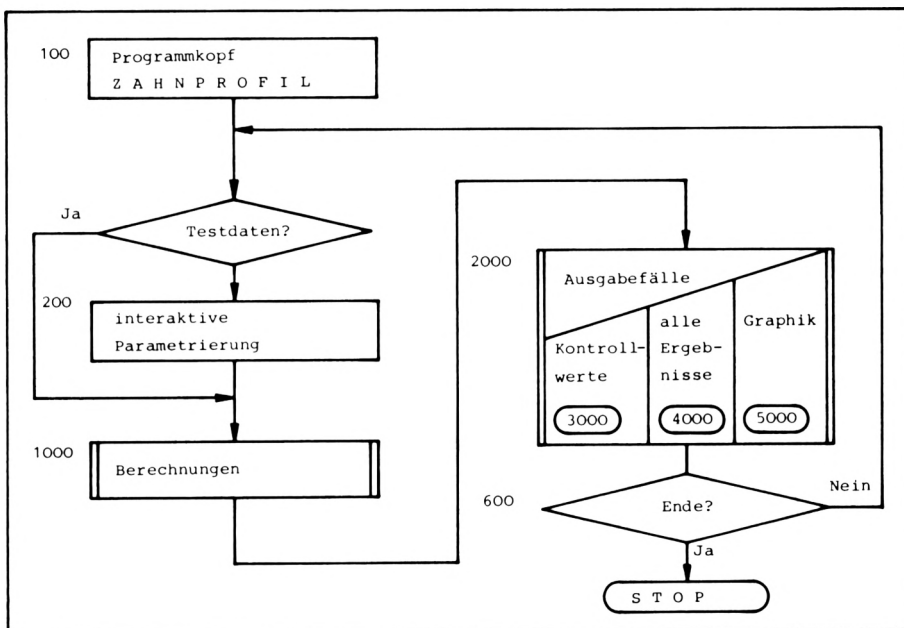 100
Programmkopf
Z A H N P R O F I L
Ja
Testdaten?
200
interaktive
Parametrierung
1000
Berechnungen
2000
Ausgabefälle
Kontroll-
werte
3000
alle
Ergeb-
nisse
4000
Graphik
5000
600
Ende?
Nein
Ja
S T O P